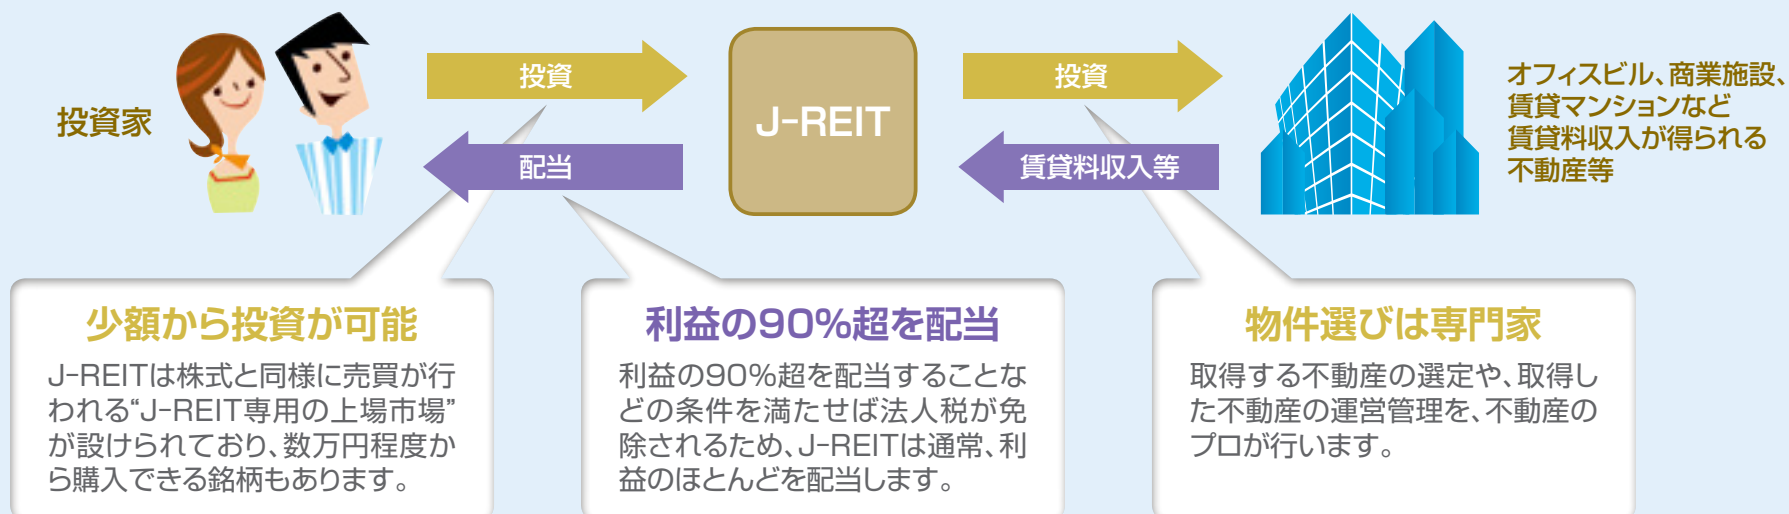 投資家
投資
配当
J-REIT
投資
賃貸料収入等
オフィスビル、商業施設、
賃貸マンションなど
賃貸料収入が得られる
不動産等
少額から投資が可能
J-REITは株式と同様に売買が行
われる“J-REIT専用の上場市場”
が設けられており、数万円程度か
ら購入できる銘柄もあります。
利益の90%超を配当
利益の90%超を配当することな
どの条件を満たせば法人税が免
除されるため、J-REITは通常、利
益のほとんどを配当します。
物件選びは専門家
取得する不動産の選定や、取得し
た不動産の運営管理を、不動産の
プロが行います。